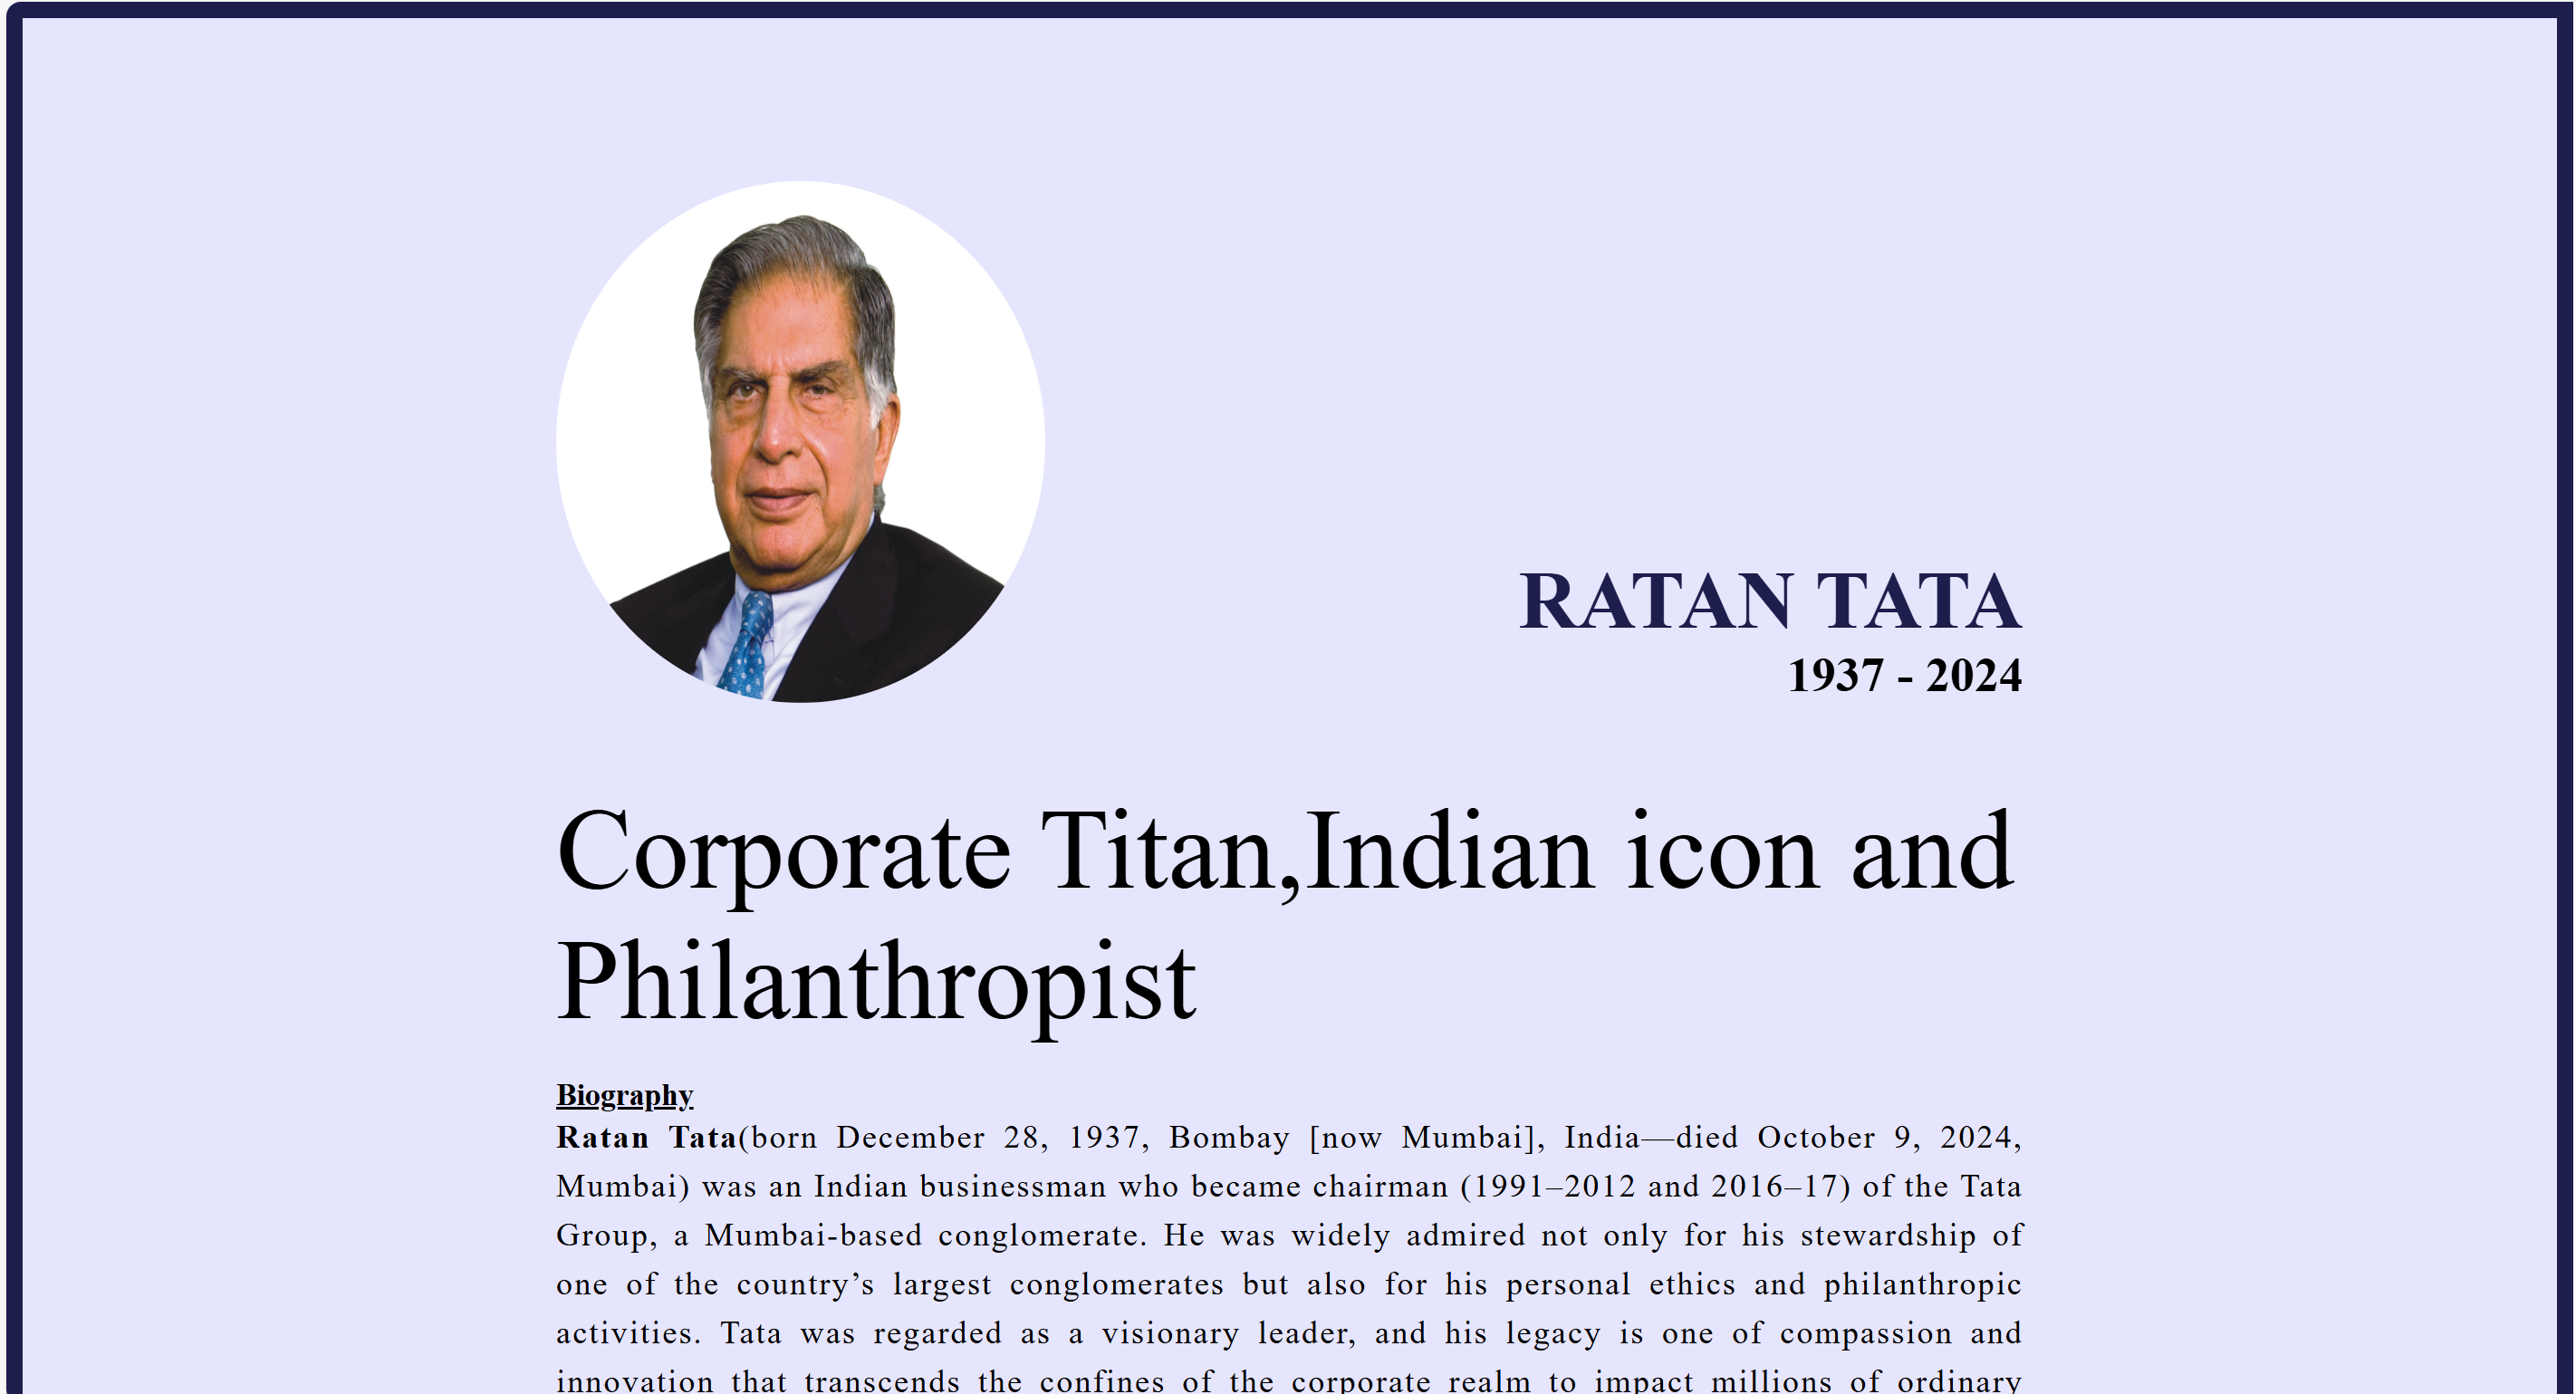 RATAN TATA
1937 - 2024
Corporate Titan,Indian icon and
Philanthropist
Biography
Ratan Tata(born December 28, 1937, Bombay [now Mumbai], India—died October 9, 2024,
Mumbai) was an Indian businessman who became chairman (1991–2012 and 2016–17) of the Tata
Group, a Mumbai-based conglomerate. He was widely admired not only for his stewardship of
one of the country’s largest conglomerates but also for his personal ethics and philanthropic
activities. Tata was regarded as a visionary leader, and his legacy is one of compassion and
innovation that transcends the confines of the corporate realm to impact millions of ordinary